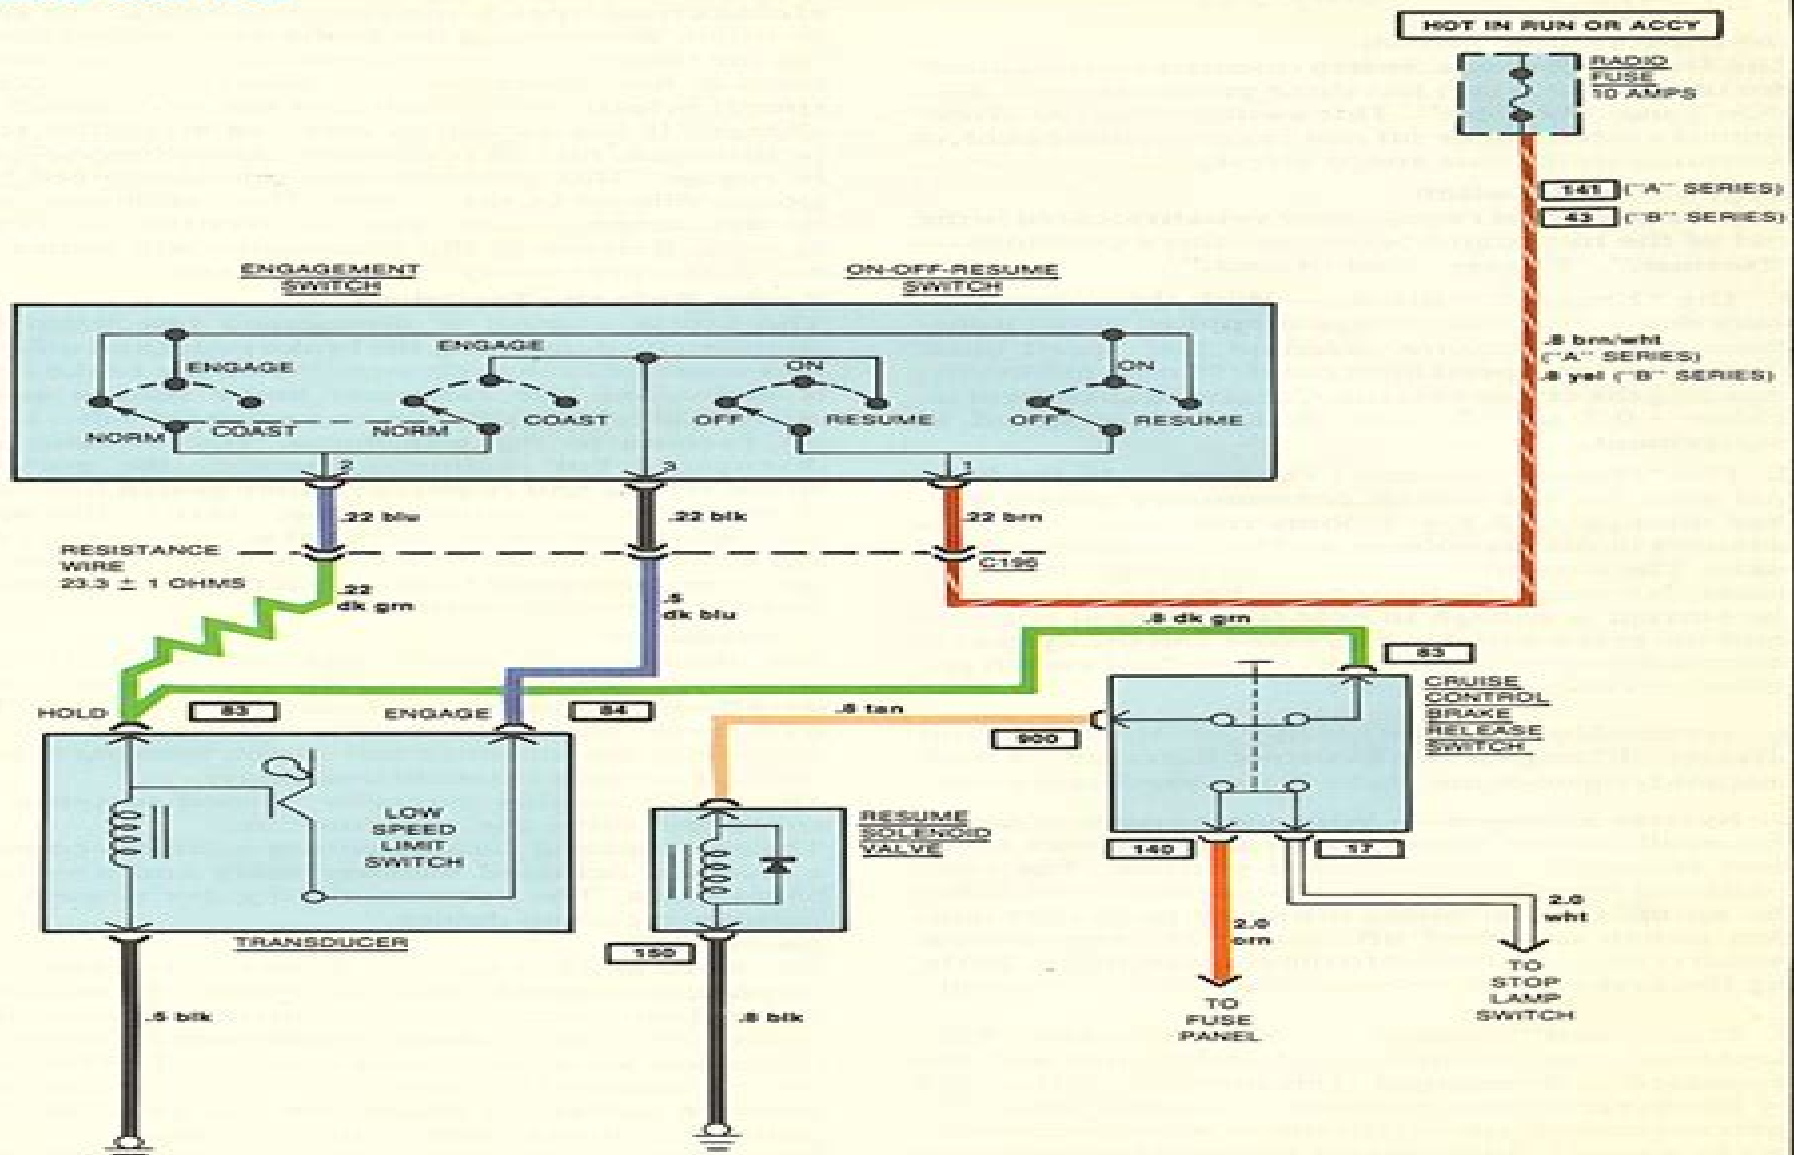 HOT IN RUN OR ACCY
RADIO
FUSE
10 AMPS
141 ("A" SERIES)
43 ("B" SERIES)
.8 brn/wht
("A" SERIES)
.8 yel ("B" SERIES)
ENGAGEMENT
SWITCH
ON-OFF-RESUME
SWITCH
ENGAGE
NORM
COAST
ENGAGE
NORM
COAST
ON
OFF
RESUME
ON
OFF
RESUME
2
3
1
.22 blu
.22 blk
.22 brn
RESISTANCE
WIRE
23.3 ± 1 OHMS
C195
.22
dk grn
.5
dk blu
.8 dk grn
83
HOLD
83
ENGAGE
84
.8 tan
900
CRUISE
CONTROL
BRAKE
RELEASE
SWITCH
LOW
SPEED
LIMIT
SWITCH
TRANSDUCER
RESUME
SOLENOID
VALVE
140
17
150
2.0
orn
2.0
wht
TO
FUSE
PANEL
TO
STOP
LAMP
SWITCH
.5 blk
.8 blk